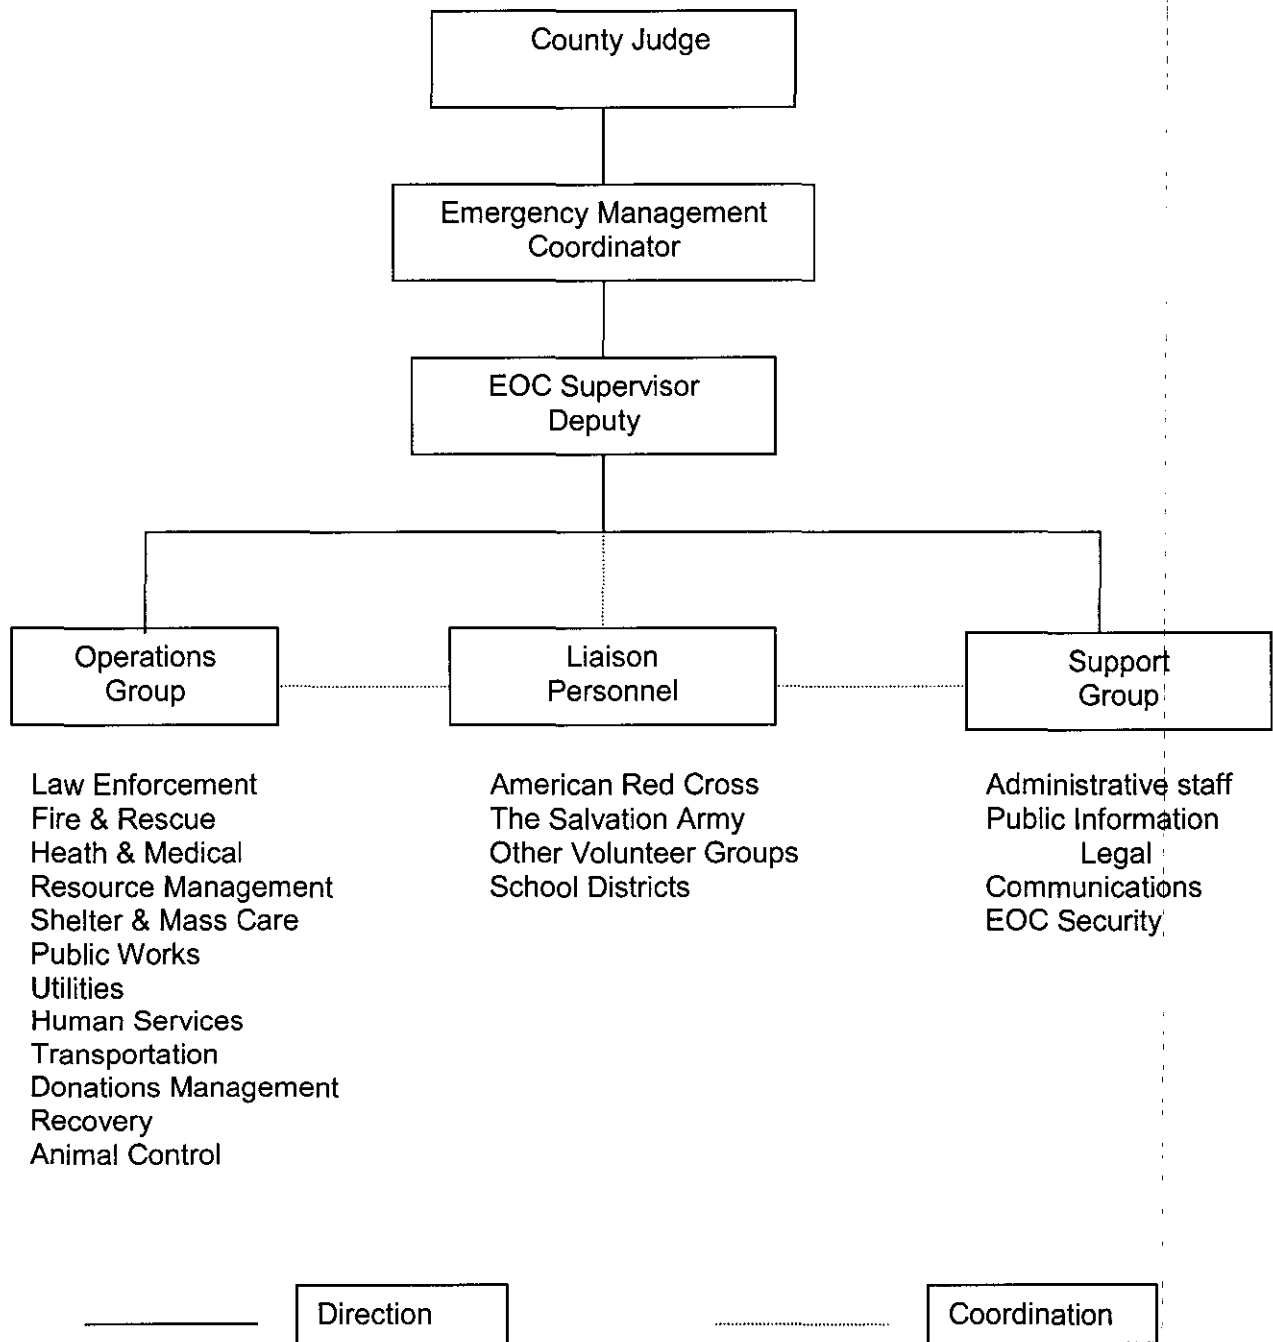 County Judge
Emergency Management
Coordinator
EOC Supervisor
Deputy
Operations
Group
Liaison
Personnel
Support
Group
Law Enforcement
Fire & Rescue
Heath & Medical
Resource Management
Shelter & Mass Care
Public Works
Utilities
Human Services
Transportation
Donations Management
Recovery
Animal Control
American Red Cross
The Salvation Army
Other Volunteer Groups
School Districts
Administrative staff
Public Information
Legal
Communications
EOC Security
Direction
Coordination